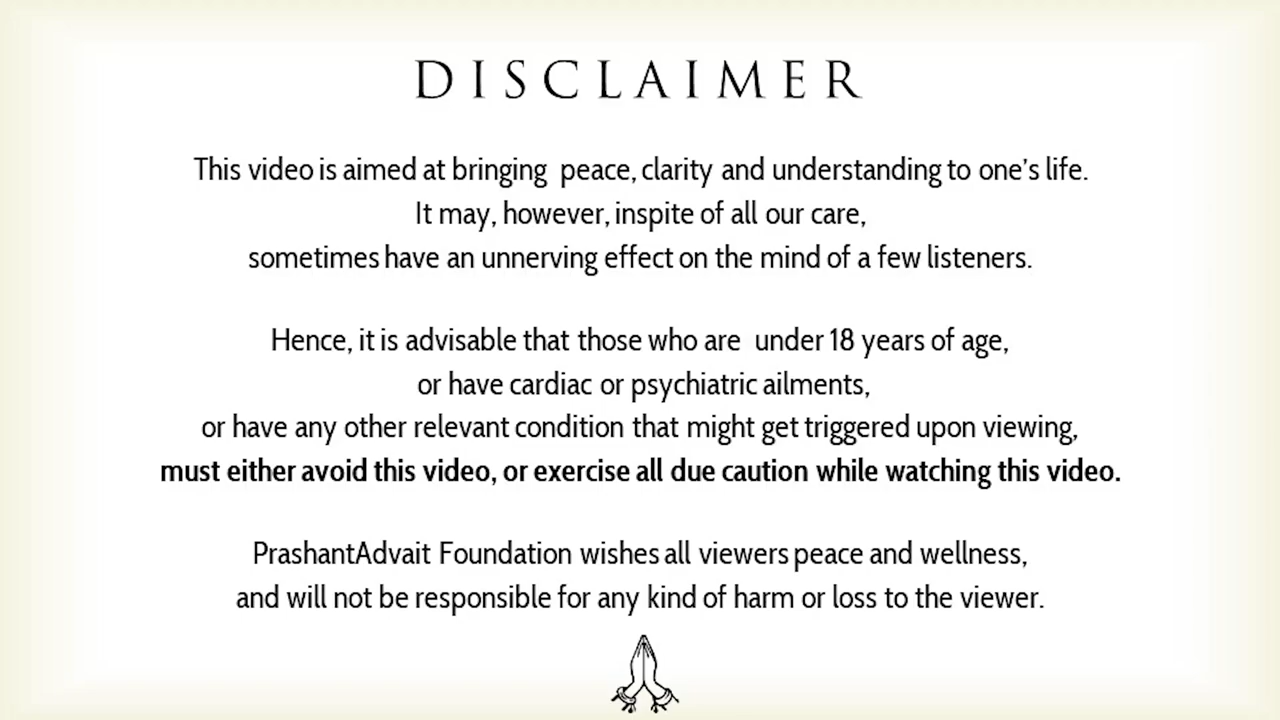 DISCLAIMER
This video is aimed at bringing peace, clarity and understanding to one's life.
It may, however, inspite of all our care,
sometimes have an unnerving effect on the mind of a few listeners.
Hence, it is advisable that those who are under 18 years of age,
or have cardiac or psychiatric ailments,
or have any other relevant condition that might get triggered upon viewing,
must either avoid this video, or exercise all due caution while watching this video.
PrashantAdvait Foundation wishes all viewers peace and wellness,
and will not be responsible for any kind of harm or loss to the viewer.